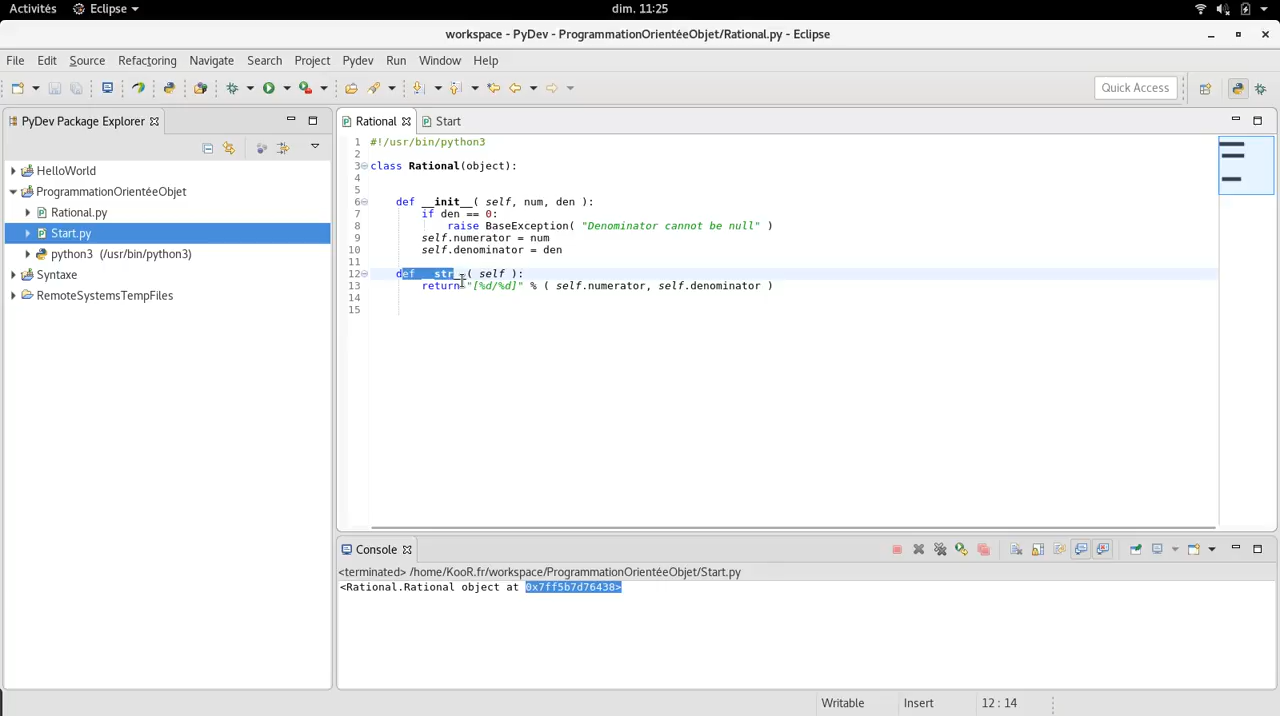 Activités Eclipse dim. 11:25
workspace - PyDev - ProgrammationOrientéeObjet/Rational.py - Eclipse
File Edit Source Refactoring Navigate Search Project Pydev Run Window Help
Quick Access
PyDev Package Explorer
HelloWorld
ProgrammationOrientéeObjet
Rational.py
Start.py
python3 (/usr/bin/python3)
Syntaxe
RemoteSystemsTempFiles
Rational Start
1 #!/usr/bin/python3
2
3 class Rational(object):
4
5
6 def __init__( self, num, den ):
7 if den == 0:
8 raise BaseException( "Denominator cannot be null" )
9 self.numerator = num
10 self.denominator = den
11
12 def __str__( self ):
13 return "[%d/%d]" % ( self.numerator, self.denominator )
14
15
Console
<terminated> /home/KooR.fr/workspace/ProgrammationOrientéeObjet/Start.py
<Rational.Rational object at 0x7ff5b7d76438>
Writable Insert 12 : 14